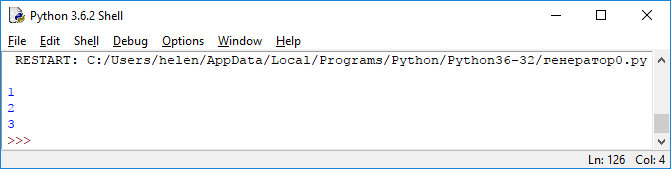 Python 3.6.2 Shell
File Edit Shell Debug Options Window Help
RESTART: C:/Users/helen/AppData/Local/Programs/Python/Python36-32/генератор0.py
1
2
3
>>>
Ln: 126 Col: 4